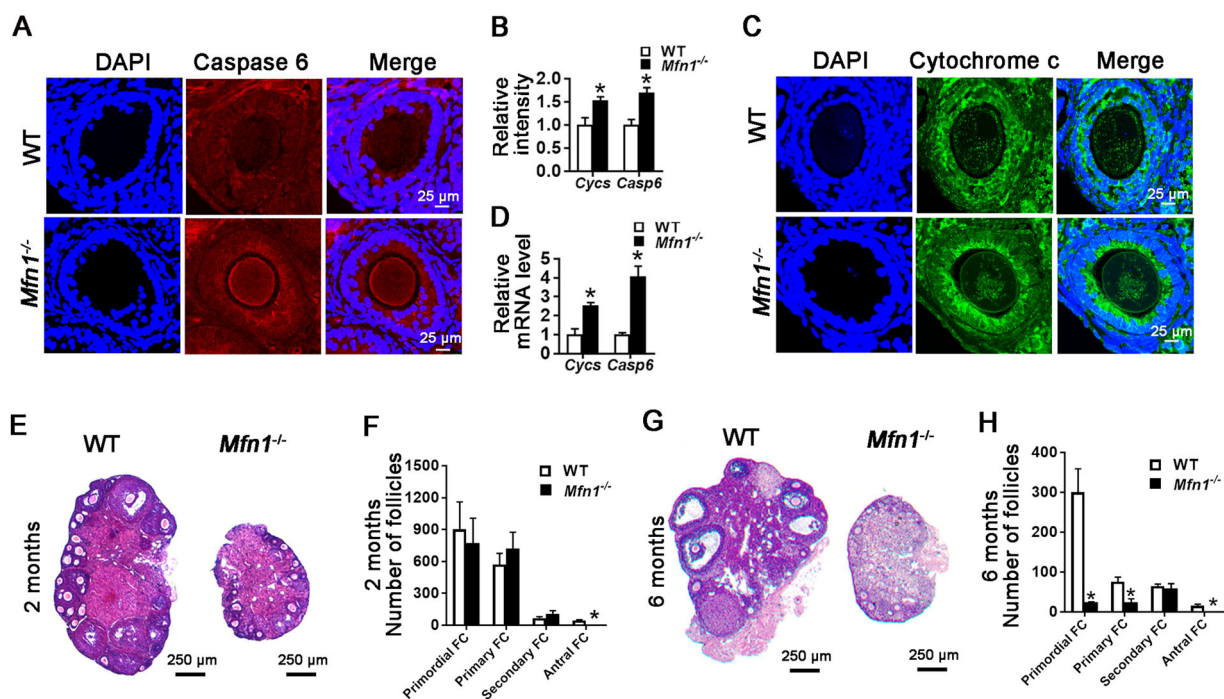 A
DAPI Caspase 6 Merge
WT
25 µm
Mfn1-/-
25 µm
B
WT
Mfn1-/-
Relative
intensity
2.0
1.5
1.0
0.5
0.0
* *
Cycs Casp6
D
WT
Mfn1-/-
Relative
mRNA level
6
5
4
3
2
1
0
* *
Cycs Casp6
C
DAPI Cytochrome c Merge
WT
25 µm
Mfn1-/-
25 µm
E
WT Mfn1-/-
2 months
250 µm 250 µm
F
WT
Mfn1-/-
2 months
Number of follicles
1500
1200
900
600
300
0
*
Primordial FC
Primary FC
Secondary FC
Antral FC
G
WT Mfn1-/-
6 months
250 µm 250 µm
H
WT
Mfn1-/-
6 months
Number of follicles
400
300
200
100
0
* * *
Primordial FC
Primary FC
Secondary FC
Antral FC